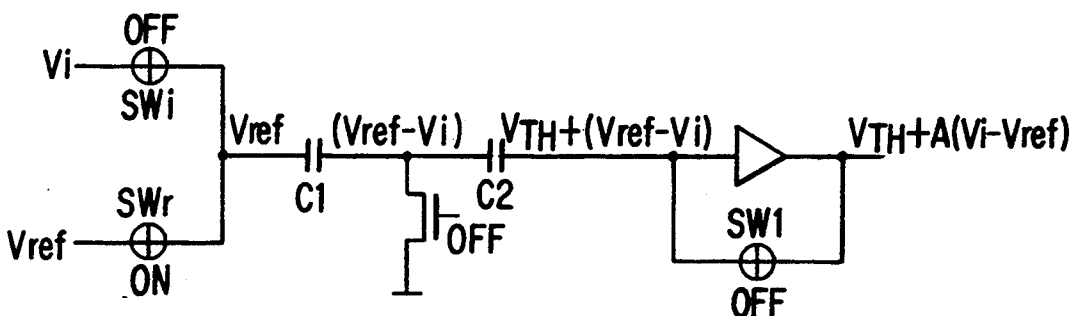 OFF
Vi
SWi
Vref
(Vref-Vi)
VTH+(Vref-Vi)
VTH+A(Vi-Vref)
C1
C2
SWr
OFF
SW1
Vref
ON
OFF